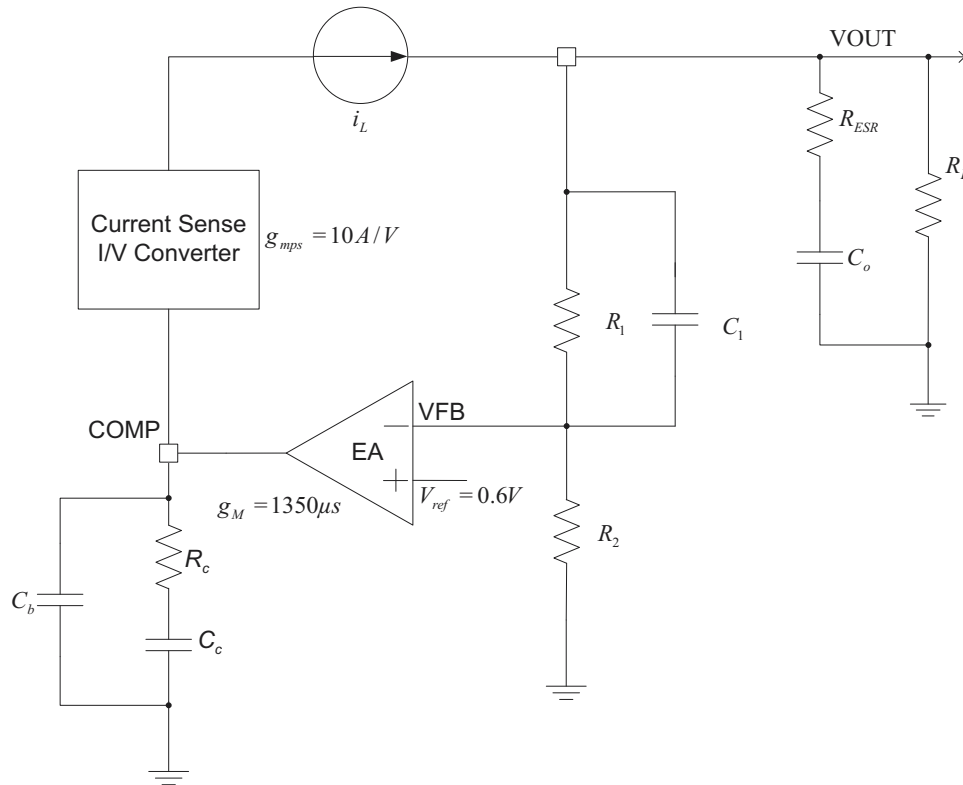 VOUT
i_L
R_ESR
Current Sense
I/V Converter
g_mps = 10A/V
C_o
R_1
C_1
COMP
VFB
EA
g_M = 1350μs
V_ref = 0.6V
R_2
R_c
C_b
C_c